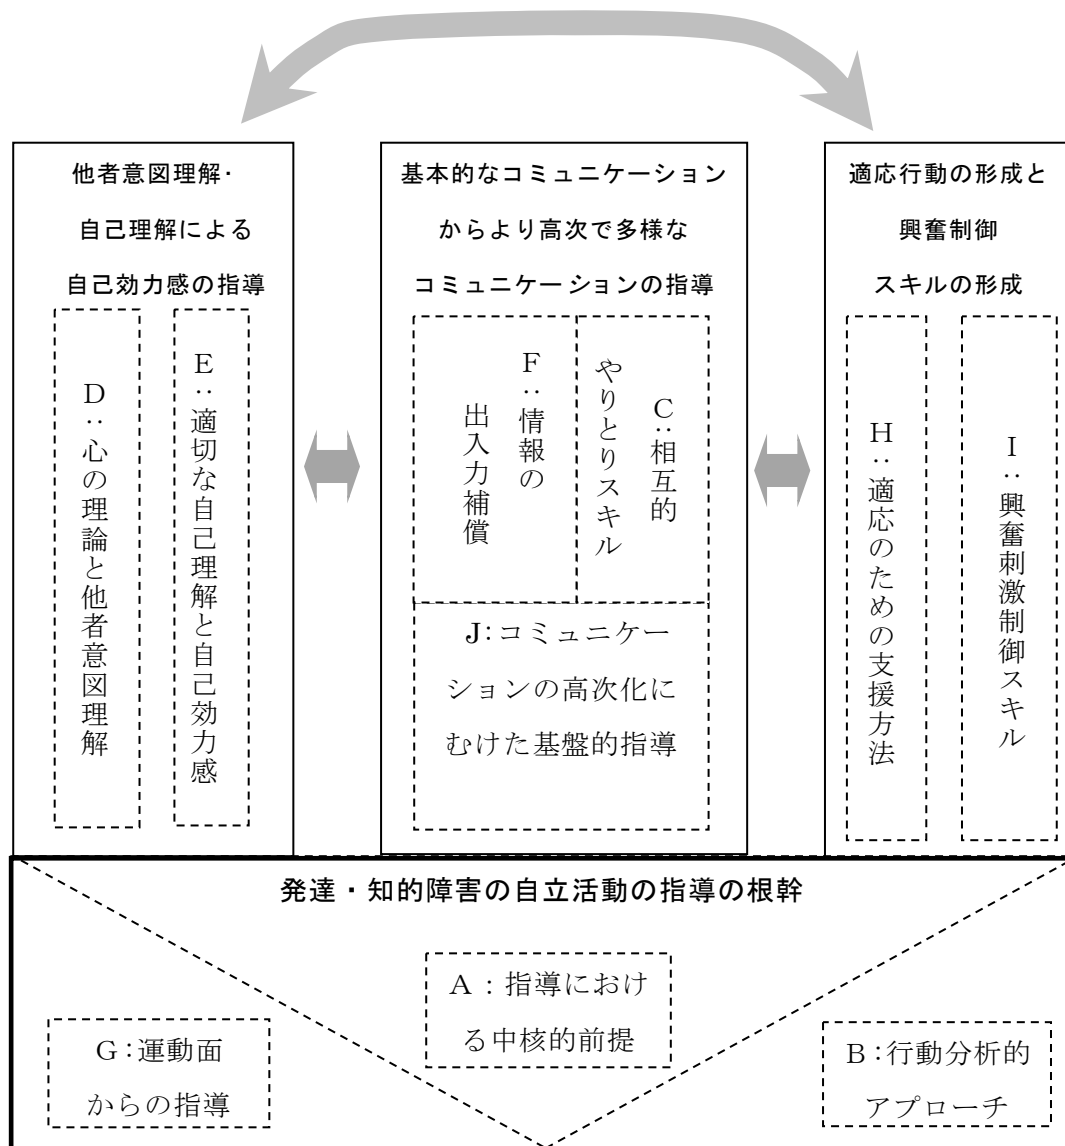 他者意図理解・
自己理解による
自己効力感の指導
D：心の理論と他者意図理解
E：適切な自己理解と自己効力感
基本的なコミュニケーション
からより高次で多様な
コミュニケーションの指導
F：情報の
出入力補償
C：相互的
やりとりスキル
J：コミュニケー
ションの高次化に
むけた基盤的指導
適応行動の形成と
興奮制御
スキルの形成
H：適応のための支援方法
I：興奮刺激制御スキル
発達・知的障害の自立活動の指導の根幹
A：指導におけ
る中核的前提
G：運動面
からの指導
B：行動分析的
アプローチ